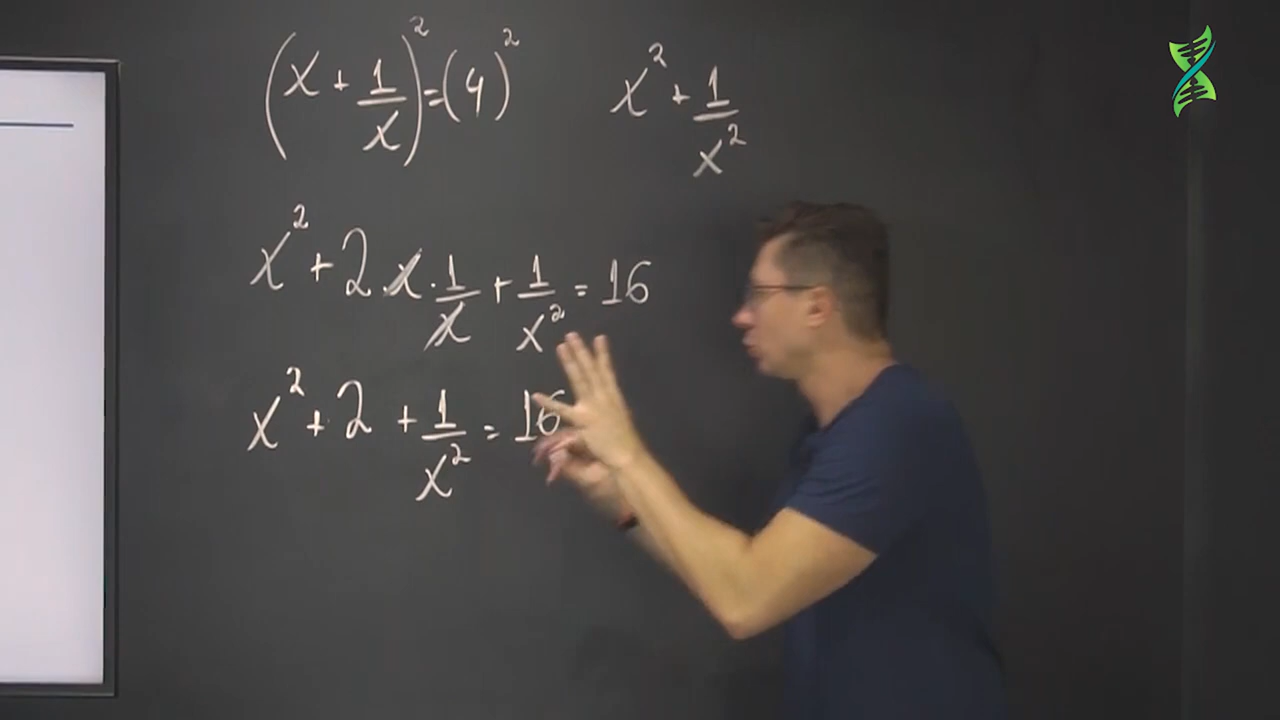 (x + 1/x)² = (4)²
x² + 1/x²
x² + 2 · x · 1/x + 1/x² = 16
x² + 2 + 1/x² = 16